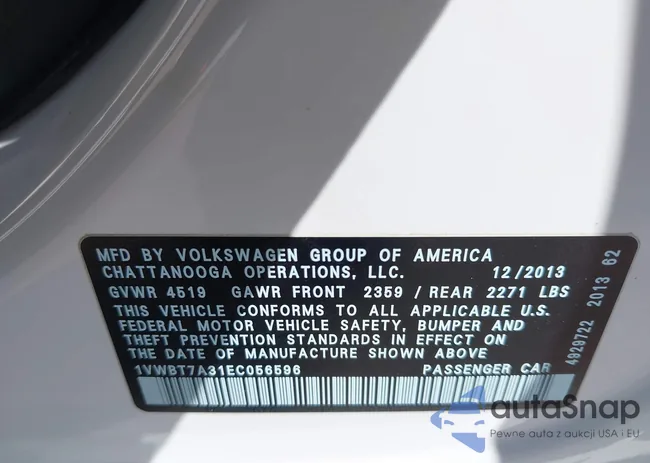 MFD BY VOLKSWAGEN GROUP OF AMERICA
CHATTANOOGA OPERATIONS, LLC. 12/2013
GVWR 4519 GAWR FRONT 2359 / REAR 2271 LBS
THIS VEHICLE CONFORMS TO ALL APPLICABLE U.S.
FEDERAL MOTOR VEHICLE SAFETY, BUMPER AND
THEFT PREVENTION STANDARDS IN EFFECT ON
THE DATE OF MANUFACTURE SHOWN ABOVE
1VWBT7A31EC056596 PASSENGER CAR
4929722 2013 62
autaSnap
Pewne auta z aukcji USA i EU